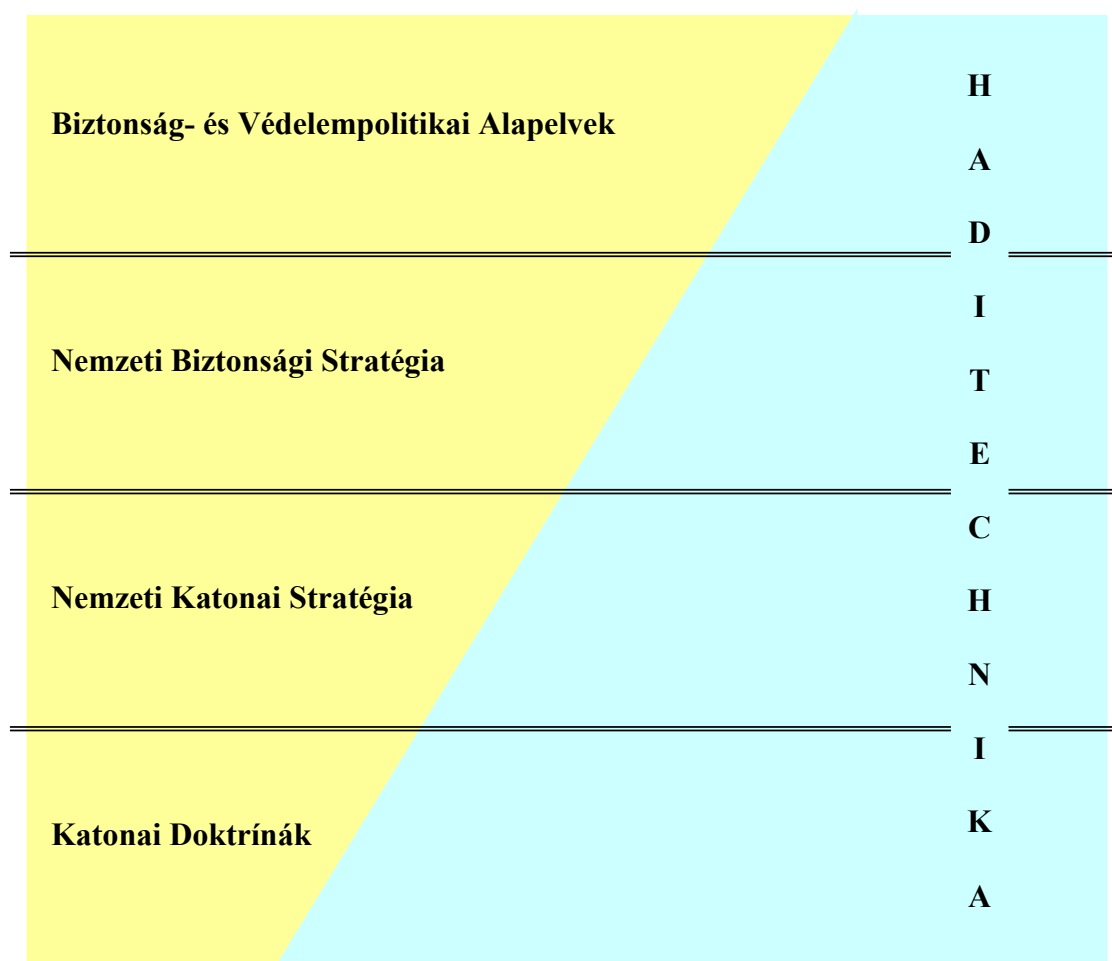 Biztonság- és Védelempolitikai Alapelvek
Nemzeti Biztonsági Stratégia
Nemzeti Katonai Stratégia
Katonai Doktrínák
H
A
D
I
T
E
C
H
N
I
K
A